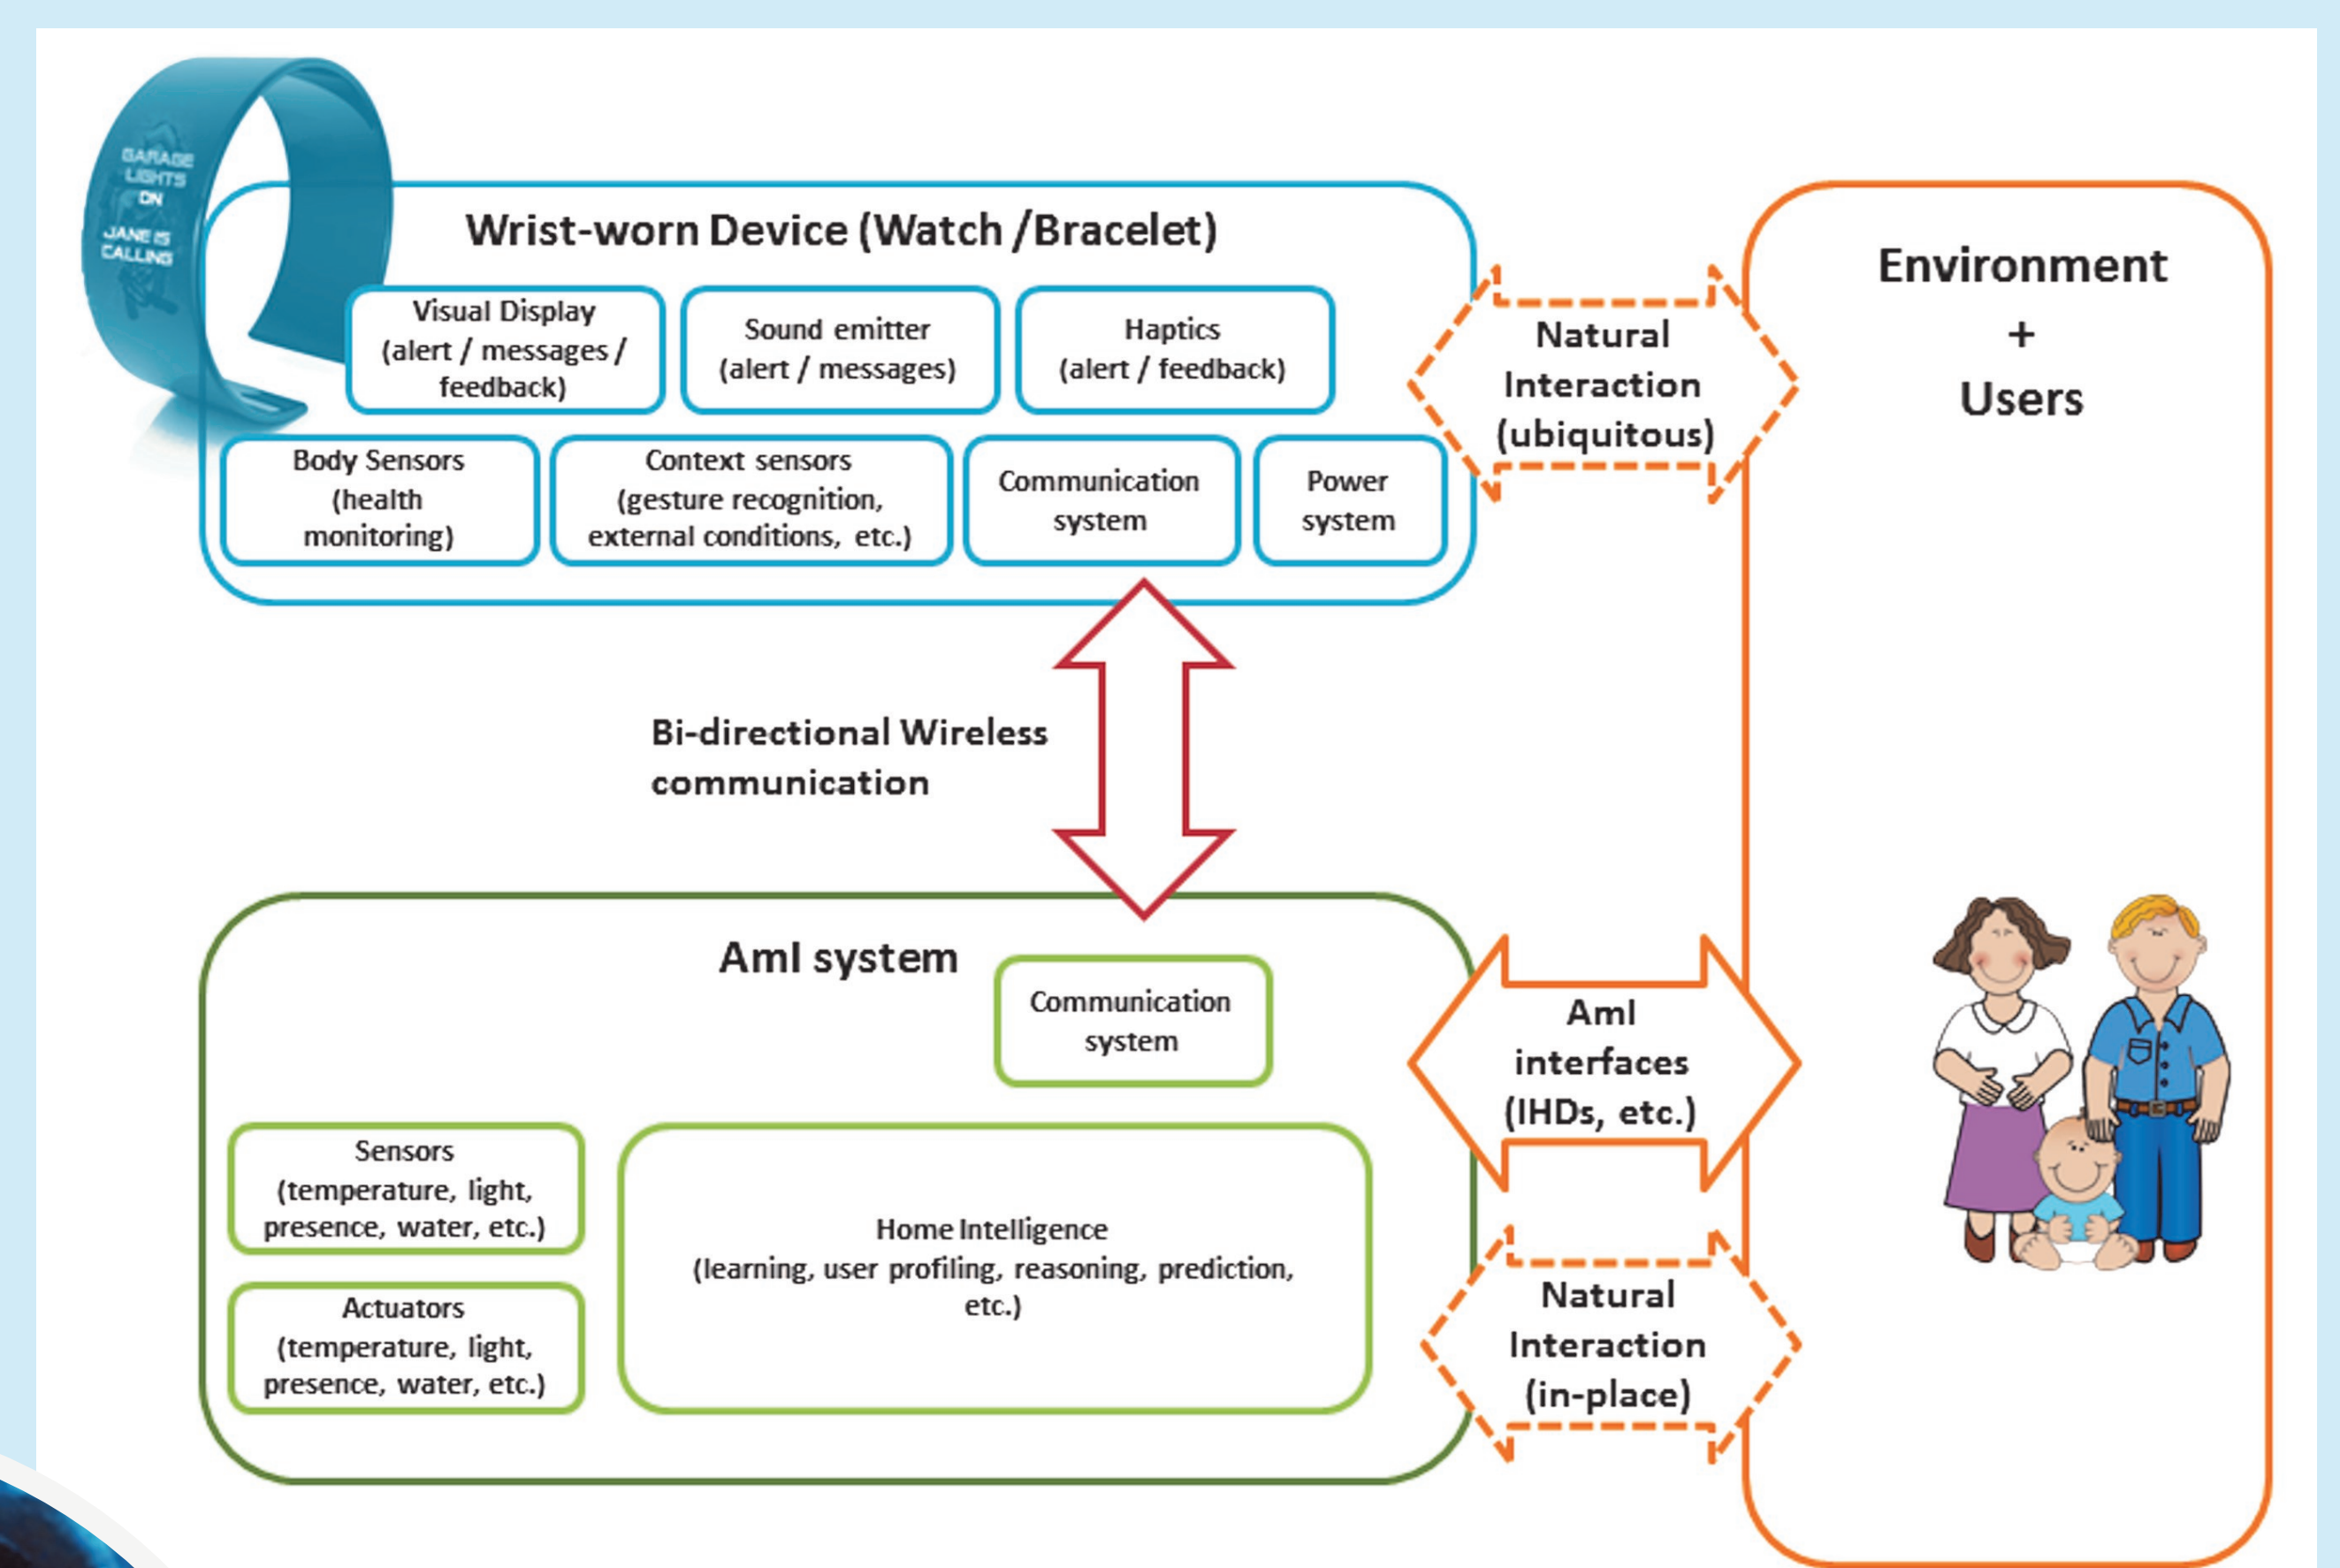 GARAGE
LIGHTS
ON
JANE IS
CALLING
Wrist-worn Device (Watch /Bracelet)
Visual Display
(alert / messages /
feedback)
Sound emitter
(alert / messages)
Haptics
(alert / feedback)
Body Sensors
(health
monitoring)
Context sensors
(gesture recognition,
external conditions, etc.)
Communication
system
Power
system
Natural
Interaction
(ubiquitous)
Environment
+
Users
Bi-directional Wireless
communication
AmI system
Communication
system
Sensors
(temperature, light,
presence, water, etc.)
Actuators
(temperature, light,
presence, water, etc.)
Home Intelligence
(learning, user profiling, reasoning, prediction,
etc.)
AmI
interfaces
(IHDs, etc.)
Natural
Interaction
(in-place)